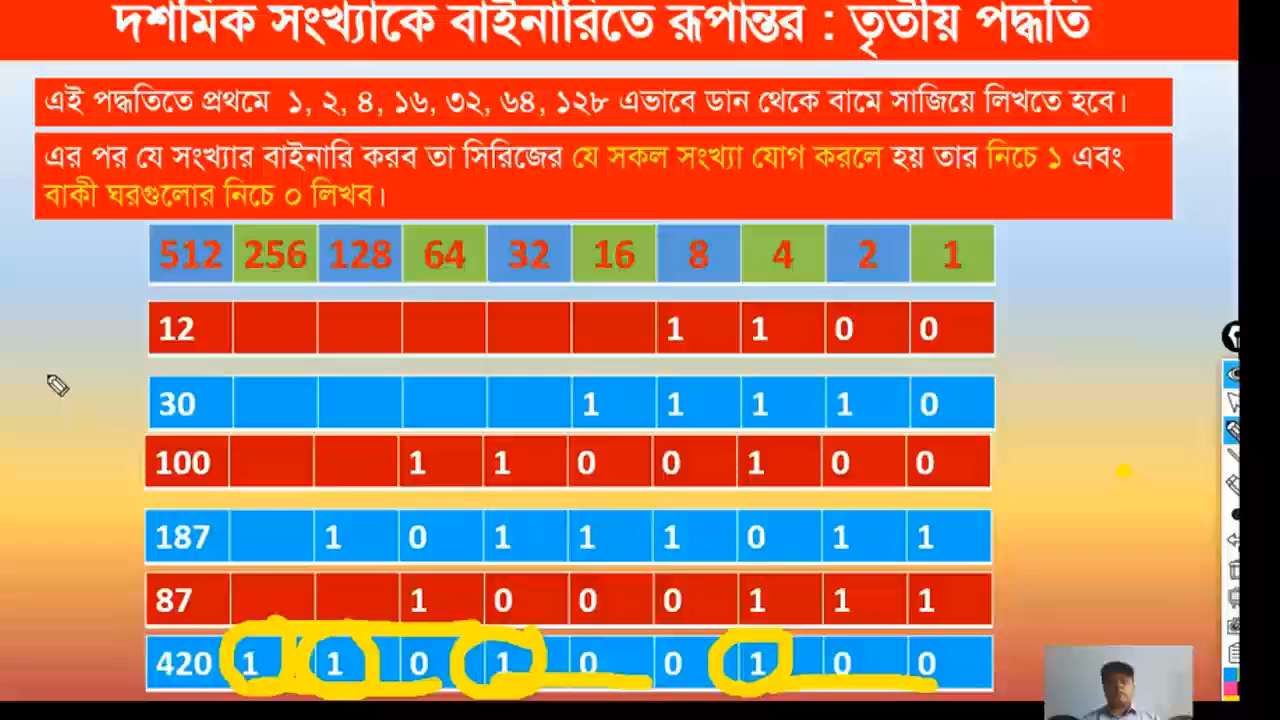 দশমিক সংখ্যাকে বাইনারিতে রূপান্তর : তৃতীয় পদ্ধতি
এই পদ্ধতিতে প্রথমে ১, ২, ৪, ১৬, ৩২, ৬৪, ১২৮ এভাবে ডান থেকে বামে সাজিয়ে লিখতে হবে।
এর পর যে সংখ্যার বাইনারি করব তা সিরিজের যে সকল সংখ্যা যোগ করলে হয় তার নিচে ১ এবং
বাকী ঘরগুলোর নিচে ০ লিখব।
512 256 128 64 32 16 8 4 2 1
12 1 1 0 0
30 1 1 1 1 0
100 1 1 0 0 1 0 0
187 1 0 1 1 1 0 1 1
87 1 0 0 0 1 1 1
420 1 1 0 1 0 0 1 0 0